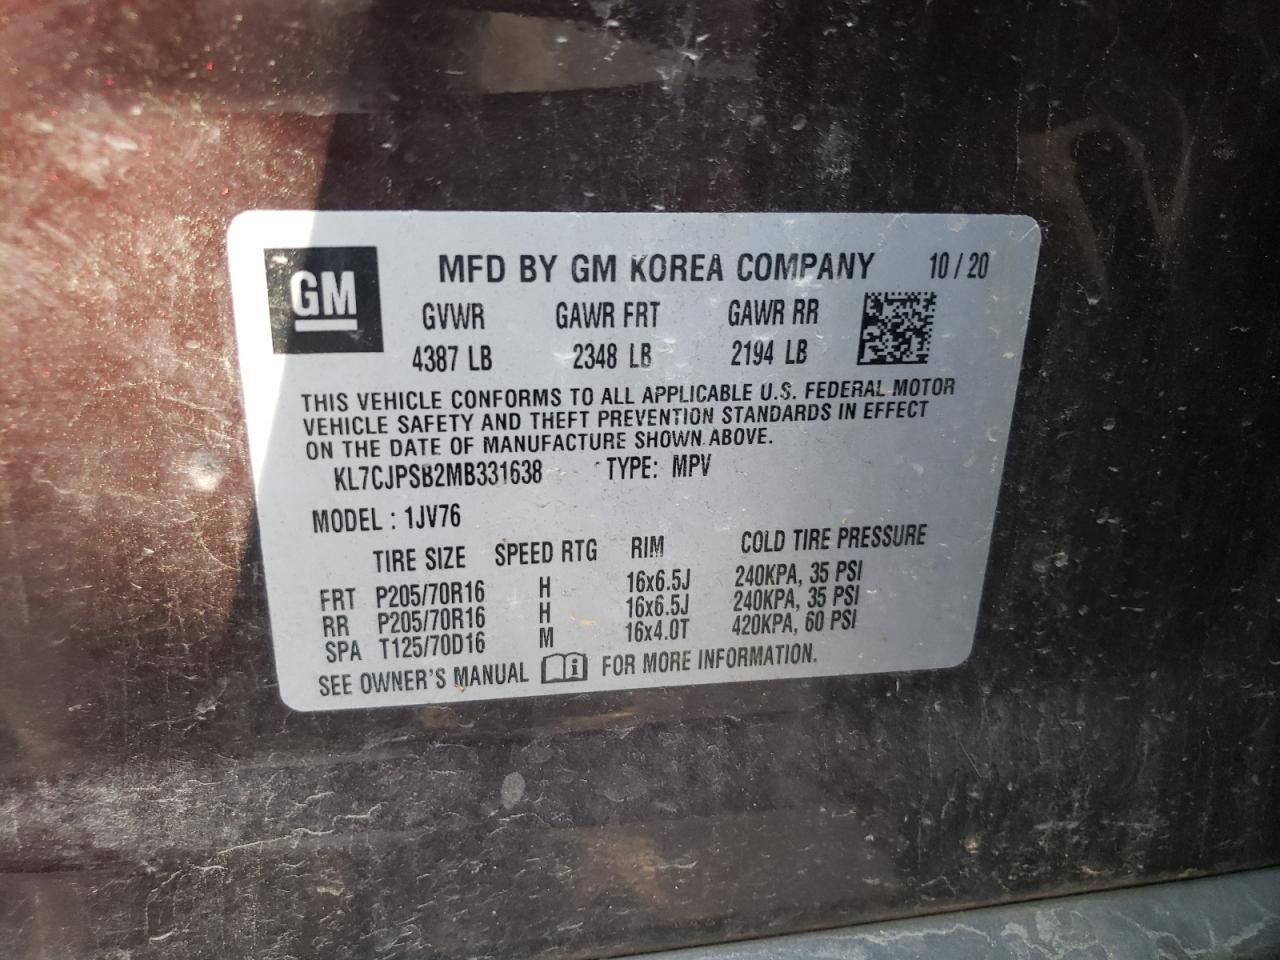 GM
MFD BY GM KOREA COMPANY 10 / 20
GVWR GAWR FRT GAWR RR
4387 LB 2348 LB 2194 LB
THIS VEHICLE CONFORMS TO ALL APPLICABLE U.S. FEDERAL MOTOR
VEHICLE SAFETY AND THEFT PREVENTION STANDARDS IN EFFECT
ON THE DATE OF MANUFACTURE SHOWN ABOVE.
KL7CJPSB2MB331638 TYPE: MPV
MODEL : 1JV76
TIRE SIZE SPEED RTG RIM COLD TIRE PRESSURE
FRT P205/70R16 H 16x6.5J 240KPA, 35 PSI
RR P205/70R16 H 16x6.5J 240KPA, 35 PSI
SPA T125/70D16 M 16x4.0T 420KPA, 60 PSI
SEE OWNER'S MANUAL i FOR MORE INFORMATION.